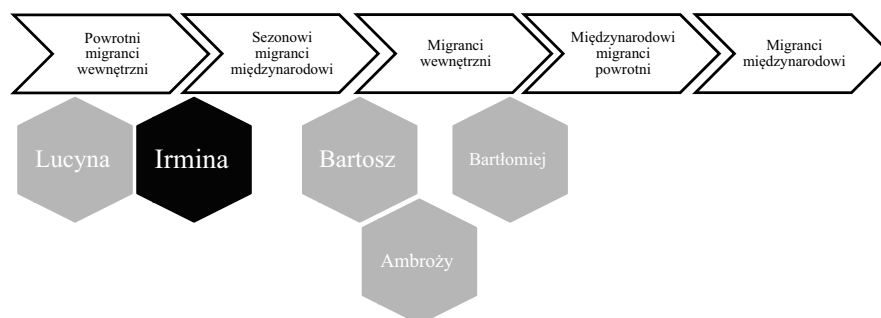 Powrotni
migranci
wewnętrzni
Sezonowi
migranci
międzynarodowi
Migranci
wewnętrzni
Międzynarodowi
migranci
powrotni
Migranci
międzynarodowi
Lucyna
Irmina
Bartosz
Bartłomiej
Ambroży